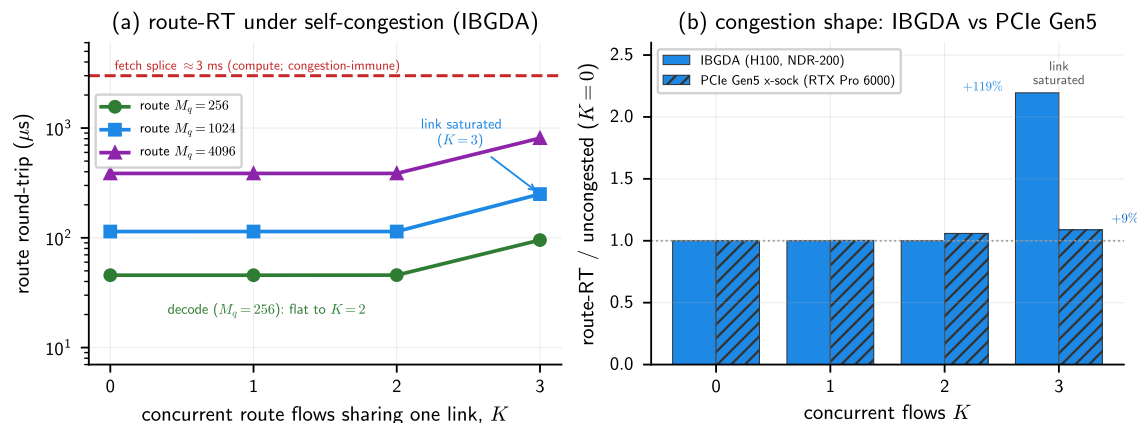 (a) route-RT under self-congestion (IBGDA)
fetch splice ≈ 3 ms (compute; congestion-immune)
route M_q = 256
route M_q = 1024
route M_q = 4096
link saturated
(K = 3)
decode (M_q = 256): flat to K = 2
route round-trip (μs)
10^3
10^2
10^1
0 1 2 3
concurrent route flows sharing one link, K
(b) congestion shape: IBGDA vs PCIe Gen5
IBGDA (H100, NDR-200)
PCIe Gen5 x-sock (RTX Pro 6000)
link
saturated
+119%
+9%
route-RT / uncongested (K = 0)
2.5
2.0
1.5
1.0
0.5
0.0
0 1 2 3
concurrent flows K